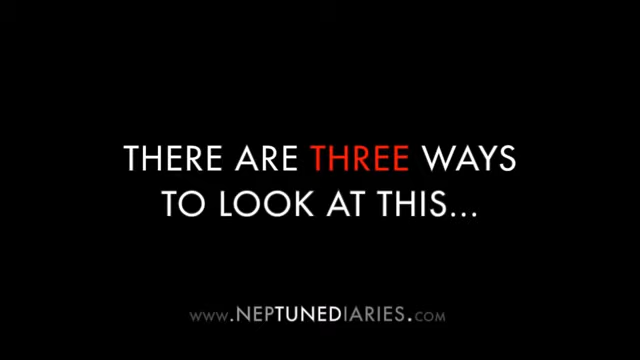 THERE ARE THREE WAYS
TO LOOK AT THIS...
WWW.NEPTUNEDIARIES.COM